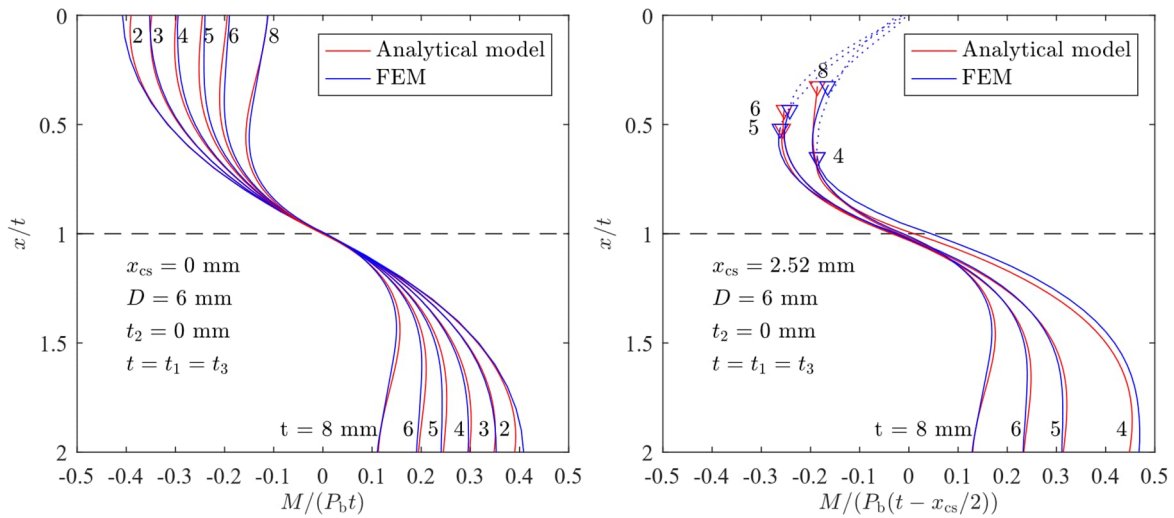 0
0.5
1
1.5
2
x/t
-0.5 -0.4 -0.3 -0.2 -0.1 0 0.1 0.2 0.3 0.4 0.5
M/(P_b t)
2 3 4 5 6 8
Analytical model
FEM
x_cs = 0 mm
D = 6 mm
t_2 = 0 mm
t = t_1 = t_3
t = 8 mm 6 5 4 3 2
0
0.5
1
1.5
2
x/t
-0.5 -0.4 -0.3 -0.2 -0.1 0 0.1 0.2 0.3 0.4 0.5
M/(P_b(t − x_cs/2))
Analytical model
FEM
8
6
5
4
x_cs = 2.52 mm
D = 6 mm
t_2 = 0 mm
t = t_1 = t_3
t = 8 mm 6 5 4